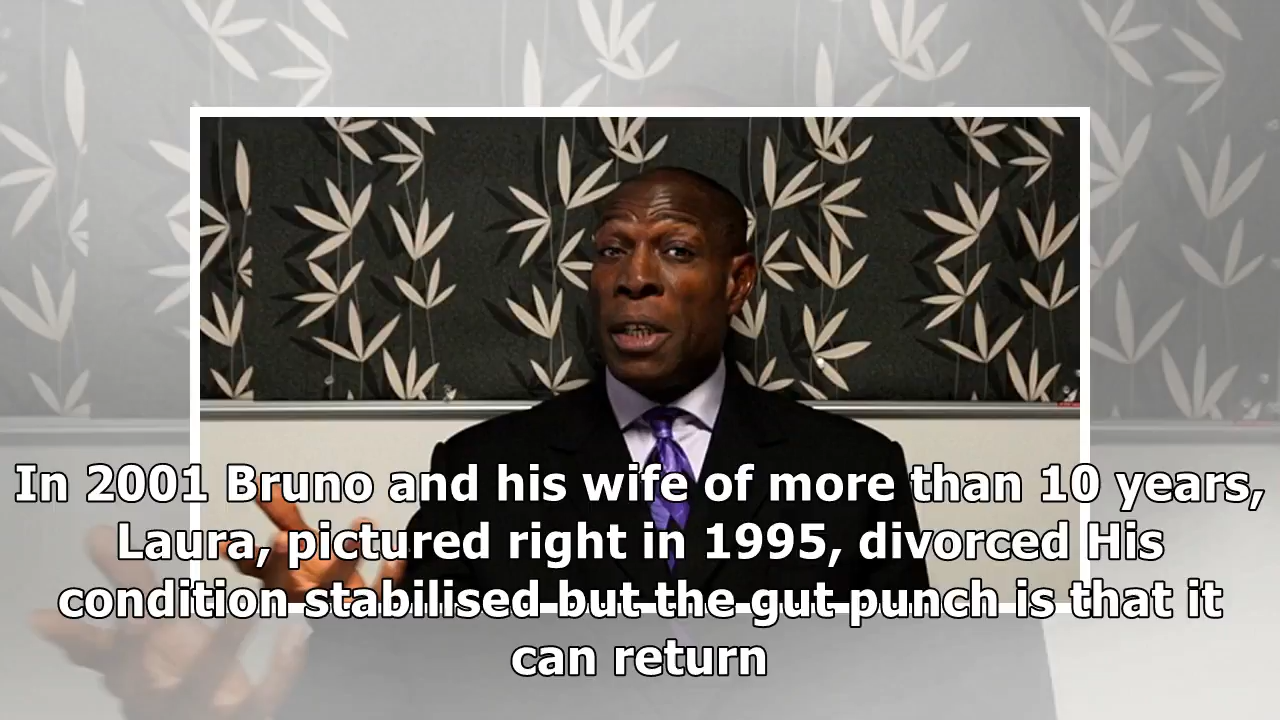 In 2001 Bruno and his wife of more than 10 years,
Laura, pictured right in 1995, divorced His
condition stabilised but the gut punch is that it
can return